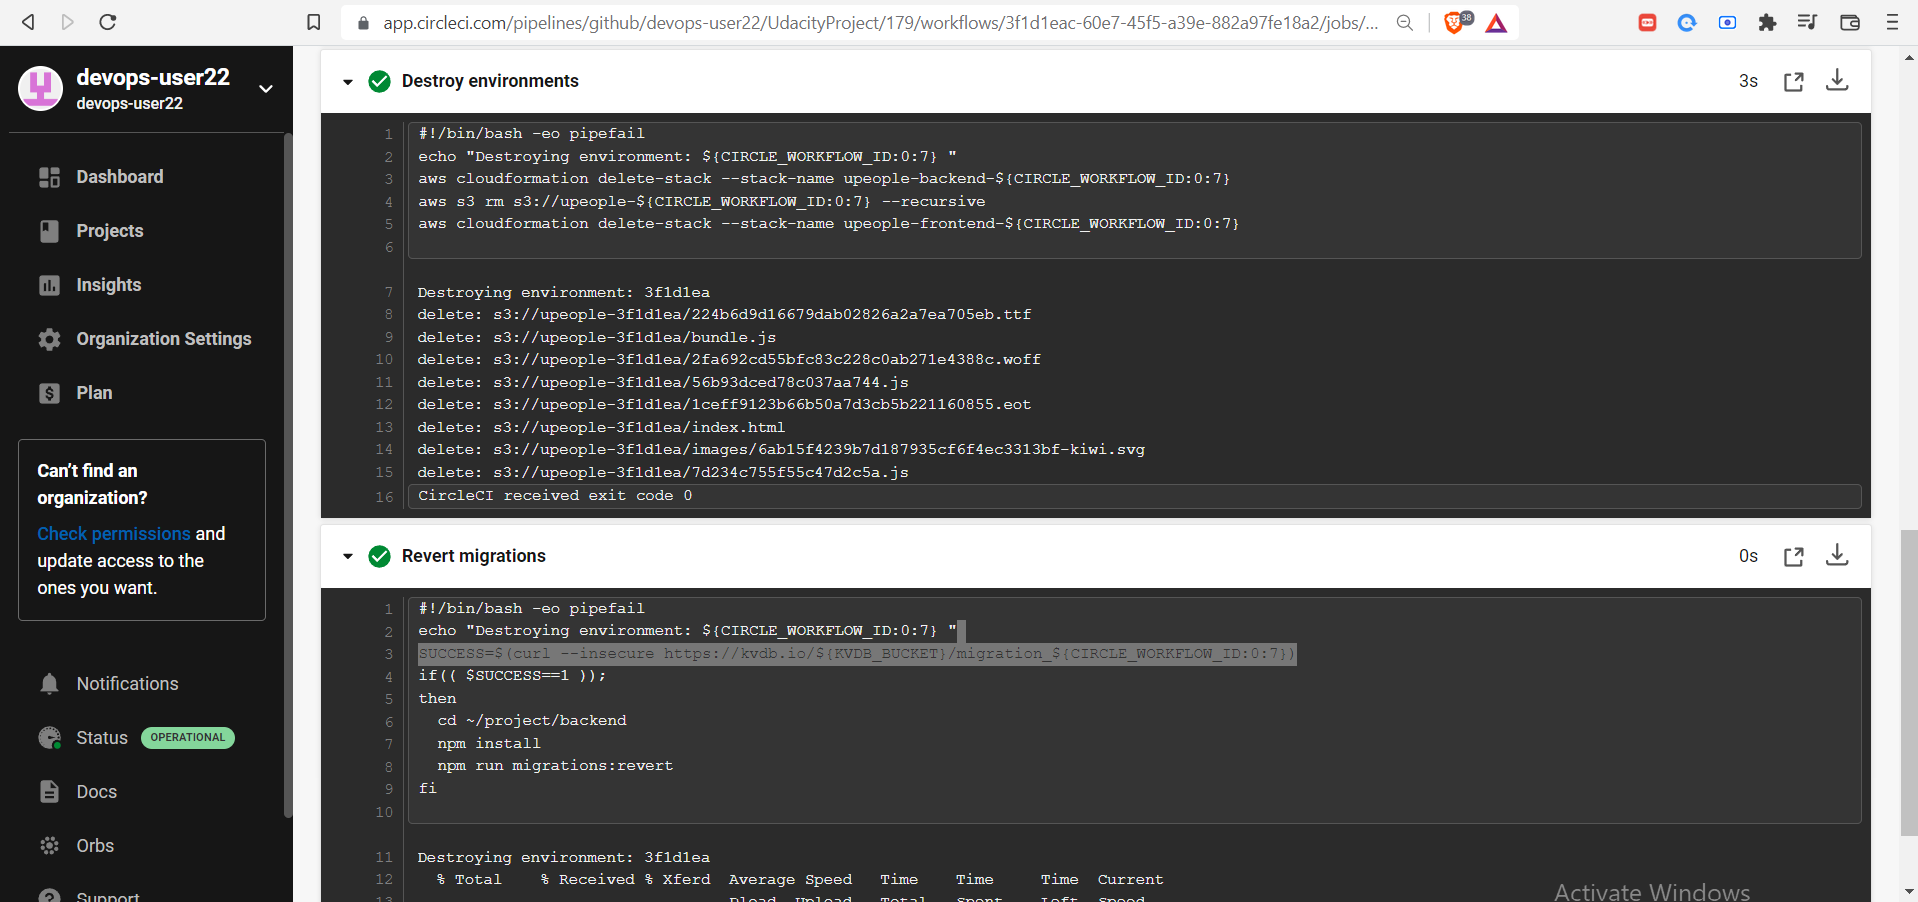 app.circleci.com/pipelines/github/devops-user22/UdacityProject/179/workflows/3f1d1eac-60e7-45f5-a39e-882a97fe18a2/jobs/...
38
devops-user22
devops-user22
Dashboard
Projects
Insights
Organization Settings
Plan
Can't find an
organization?
Check permissions and
update access to the
ones you want.
Notifications
Status OPERATIONAL
Docs
Orbs
Support
Destroy environments 3s
1 #!/bin/bash -eo pipefail
2 echo "Destroying environment: ${CIRCLE_WORKFLOW_ID:0:7} "
3 aws cloudformation delete-stack --stack-name upeople-backend-${CIRCLE_WORKFLOW_ID:0:7}
4 aws s3 rm s3://upeople-${CIRCLE_WORKFLOW_ID:0:7} --recursive
5 aws cloudformation delete-stack --stack-name upeople-frontend-${CIRCLE_WORKFLOW_ID:0:7}
6
7 Destroying environment: 3f1d1ea
8 delete: s3://upeople-3f1d1ea/224b6d9d16679dab02826a2a7ea705eb.ttf
9 delete: s3://upeople-3f1d1ea/bundle.js
10 delete: s3://upeople-3f1d1ea/2fa692cd55bfc83c228c0ab271e4388c.woff
11 delete: s3://upeople-3f1d1ea/56b93dced78c037aa744.js
12 delete: s3://upeople-3f1d1ea/1ceff9123b66b50a7d3cb5b221160855.eot
13 delete: s3://upeople-3f1d1ea/index.html
14 delete: s3://upeople-3f1d1ea/images/6ab15f4239b7d187935cf6f4ec3313bf-kiwi.svg
15 delete: s3://upeople-3f1d1ea/7d234c755f55c47d2c5a.js
16 CircleCI received exit code 0
Revert migrations 0s
1 #!/bin/bash -eo pipefail
2 echo "Destroying environment: ${CIRCLE_WORKFLOW_ID:0:7} "
3 SUCCESS=$(curl --insecure https://kvdb.io/${KVDB_BUCKET}/migration_${CIRCLE_WORKFLOW_ID:0:7})
4 if(( $SUCCESS==1 ));
5 then
6 cd ~/project/backend
7 npm install
8 npm run migrations:revert
9 fi
10
11 Destroying environment: 3f1d1ea
12 % Total % Received % Xferd Average Speed Time Time Time Current
13 Dload Upload Total Spent Left Speed
Activate Windows